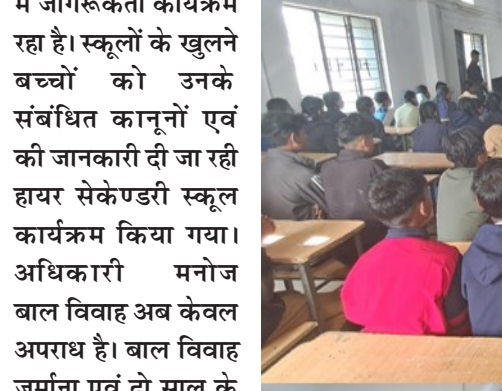 में जागरूकता कार्यक्रम
रहा है। स्कूलों के खुलने
बच्चों को उनके
संबंधित कानूनों एवं
की जानकारी दी जा रही
हायर सेकेण्डरी स्कूल
कार्यक्रम किया गया।
अधिकारी मनोज
बाल विवाह अब केवल
अपराध है। बाल विवाह
जुर्माना एवं दो साल के